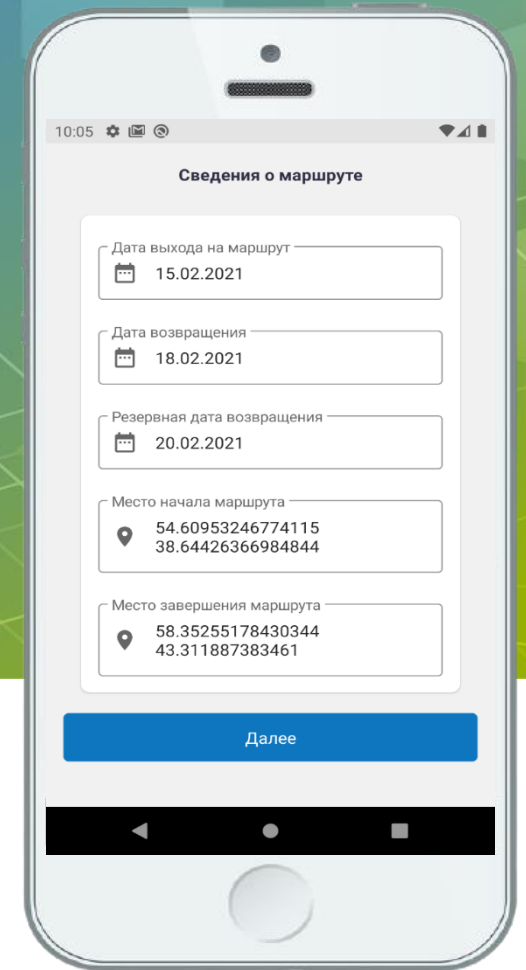 10:05
Сведения о маршруте
Дата выхода на маршрут
15.02.2021
Дата возвращения
18.02.2021
Резервная дата возвращения
20.02.2021
Место начала маршрута
54.60953246774115
38.64426366984844
Место завершения маршрута
58.35255178430344
43.311887383461
Далее